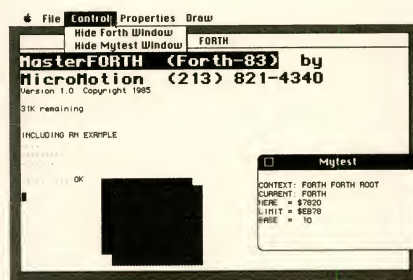 File Control Properties Draw
Hide Forth Window
Hide Mytest Window
FORTH
MasterFORTH (Forth-83) by
MicroMotion (213) 821-4340
Version 1.0 Copyright 1985
31K remaining
INCLUDING AN EXAMPLE
OK
Mytest
CONTEXT: FORTH FORTH ROOT
CURRENT: FORTH
HERE = $7820
LIMIT = $EB78
BASE = 10